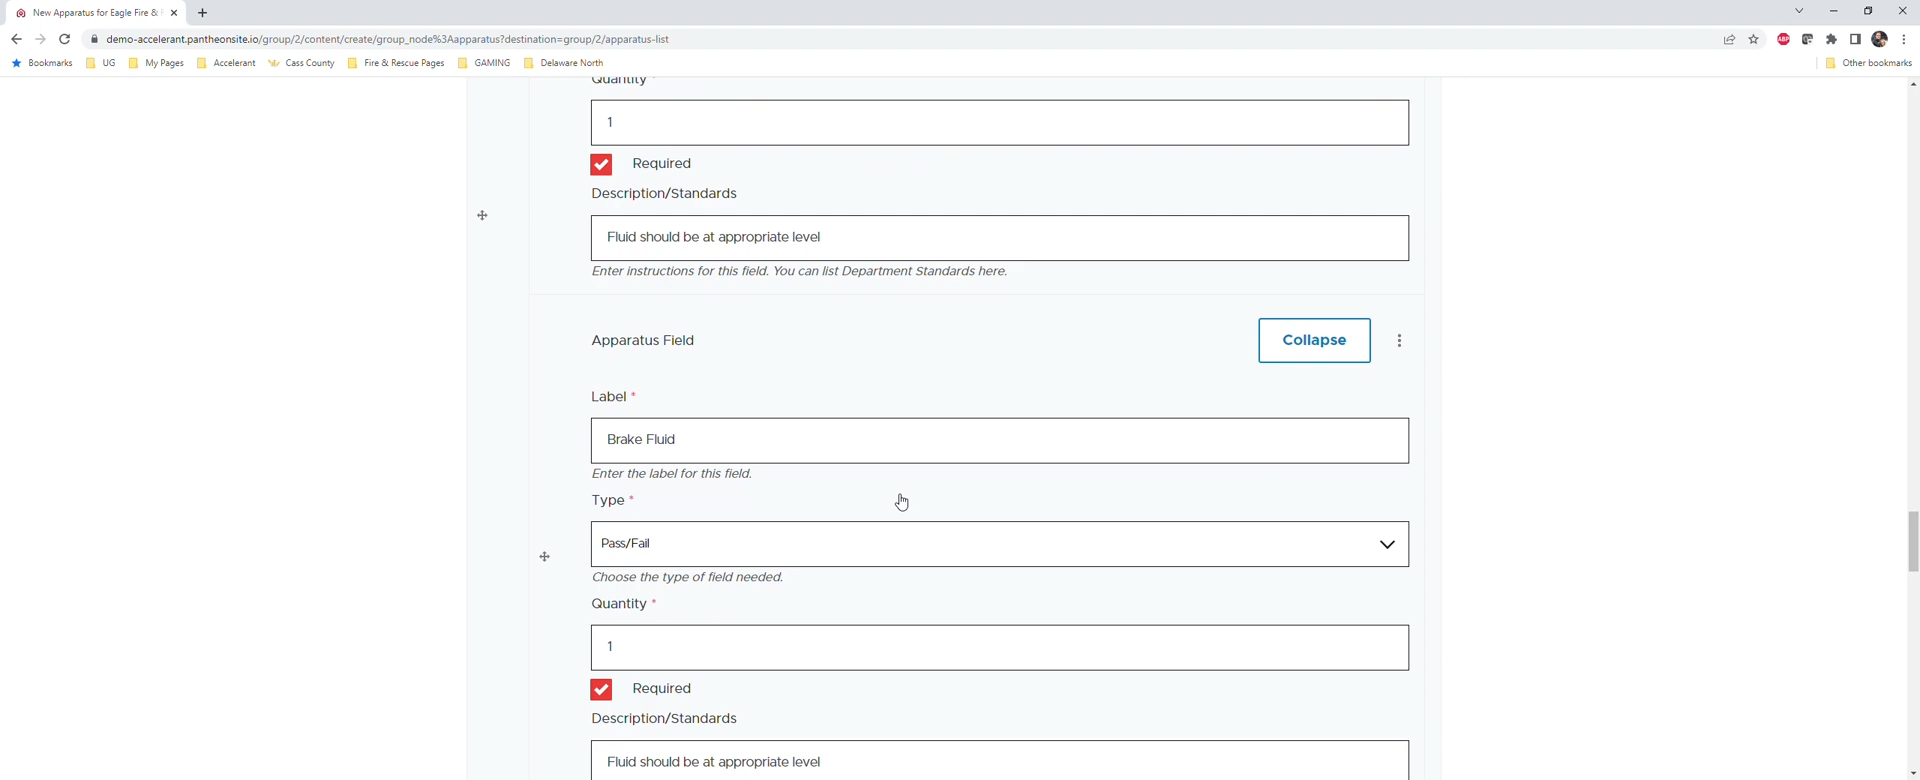 New Apparatus for Eagle Fire &
demo-accelerant.pantheonsite.io/group/2/content/create/group_node%3Aapparatus?destination=group/2/apparatus-list
ABP
Bookmarks UG My Pages Accelerant Cass County Fire & Rescue Pages GAMING Delaware North Other bookmarks
Quantity
1
Required
Description/Standards
Fluid should be at appropriate level
Enter instructions for this field. You can list Department Standards here.
Apparatus Field Collapse
Label *
Brake Fluid
Enter the label for this field.
Type *
Pass/Fail
Choose the type of field needed.
Quantity *
1
Required
Description/Standards
Fluid should be at appropriate level